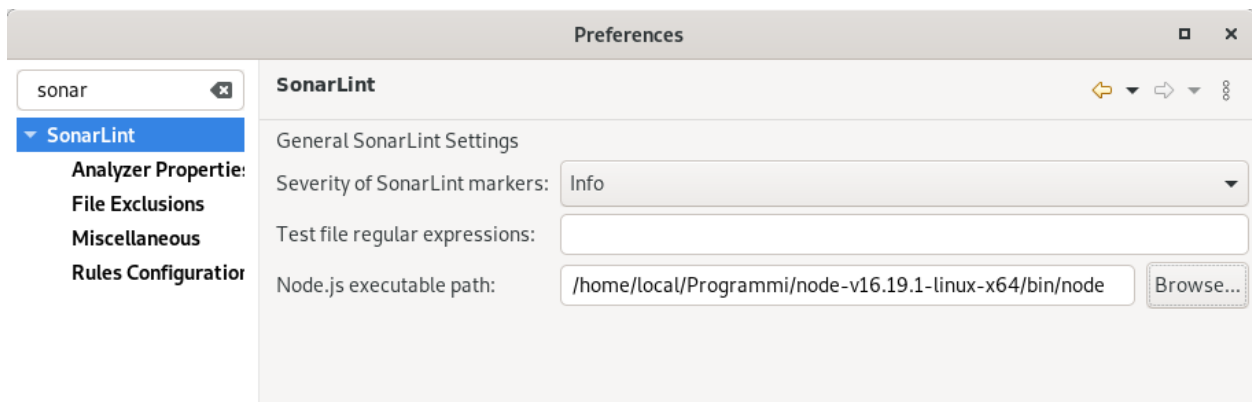 Preferences
sonar
SonarLint
Analyzer Properties
File Exclusions
Miscellaneous
Rules Configuration
SonarLint
General SonarLint Settings
Severity of SonarLint markers: Info
Test file regular expressions:
Node.js executable path: /home/local/Programmi/node-v16.19.1-linux-x64/bin/node Browse...